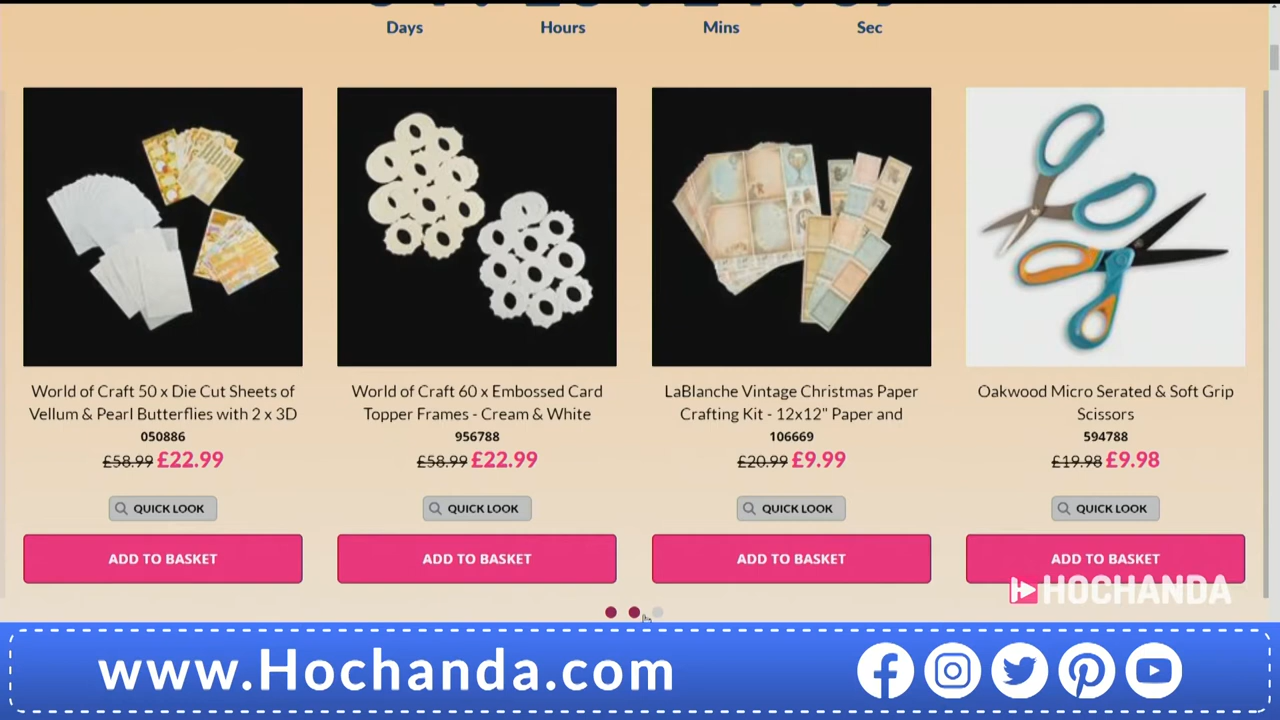 Days Hours Mins Sec
World of Craft 50 x Die Cut Sheets of
Vellum & Pearl Butterflies with 2 x 3D
050886
£58.99 £22.99
QUICK LOOK
ADD TO BASKET
World of Craft 60 x Embossed Card
Topper Frames - Cream & White
956788
£58.99 £22.99
QUICK LOOK
ADD TO BASKET
LaBlanche Vintage Christmas Paper
Crafting Kit - 12x12" Paper and
106669
£20.99 £9.99
QUICK LOOK
ADD TO BASKET
Oakwood Micro Serated & Soft Grip
Scissors
594788
£19.98 £9.98
QUICK LOOK
ADD TO BASKET
HOCHANDA
www.Hochanda.com